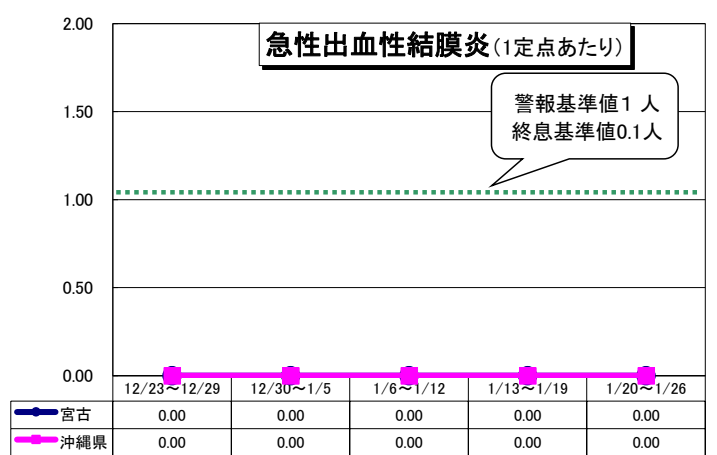 急性出血性結膜炎(1定点あたり)
警報基準値１ 人
終息基準値0.1人
2.00
1.50
1.00
0.50
0.00
12/23～12/29 12/30～1/5 1/6～1/12 1/13～1/19 1/20～1/26
宮古 0.00 0.00 0.00 0.00 0.00
沖縄県 0.00 0.00 0.00 0.00 0.00